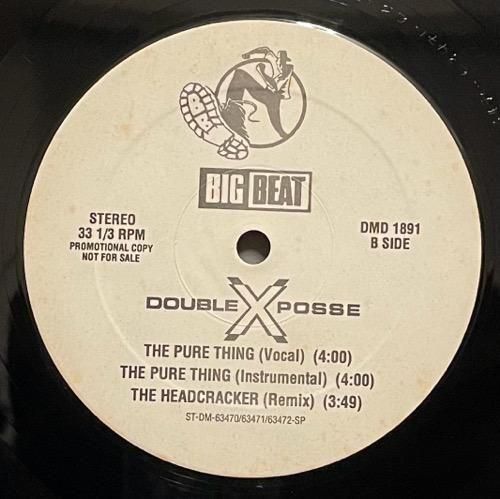 BIG BEAT
STEREO
33 1/3 RPM
PROMOTIONAL COPY
NOT FOR SALE
DMD 1891
B SIDE
DOUBLE X POSSE
THE PURE THING (Vocal) (4:00)
THE PURE THING (Instrumental) (4:00)
THE HEADCRACKER (Remix) (3:49)
ST-DM-63470/63471/63472-SP